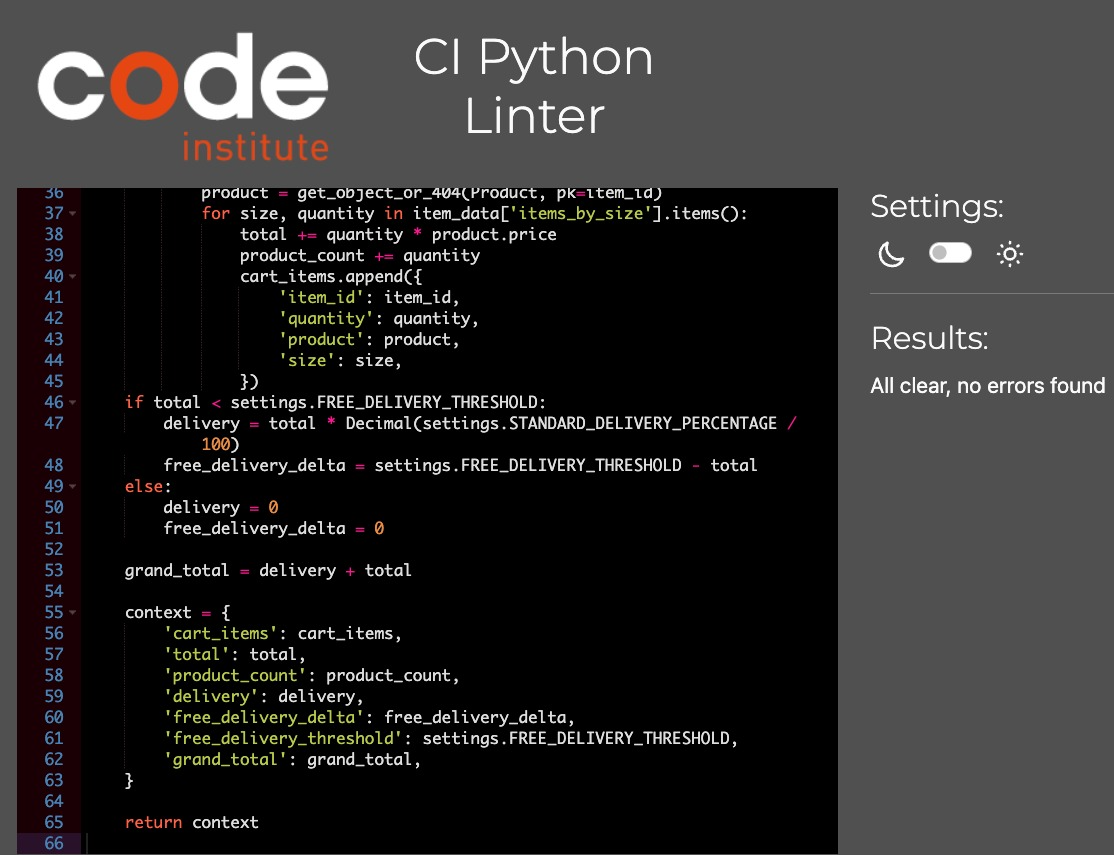 code
institute
CI Python
Linter
36 product = get_object_or_404(Product, pk=item_id)
37 for size, quantity in item_data['items_by_size'].items():
38 total += quantity * product.price
39 product_count += quantity
40 cart_items.append({
41 'item_id': item_id,
42 'quantity': quantity,
43 'product': product,
44 'size': size,
45 })
46 if total < settings.FREE_DELIVERY_THRESHOLD:
47 delivery = total * Decimal(settings.STANDARD_DELIVERY_PERCENTAGE /
100)
48 free_delivery_delta = settings.FREE_DELIVERY_THRESHOLD - total
49 else:
50 delivery = 0
51 free_delivery_delta = 0
52
53 grand_total = delivery + total
54
55 context = {
56 'cart_items': cart_items,
57 'total': total,
58 'product_count': product_count,
59 'delivery': delivery,
60 'free_delivery_delta': free_delivery_delta,
61 'free_delivery_threshold': settings.FREE_DELIVERY_THRESHOLD,
62 'grand_total': grand_total,
63 }
64
65 return context
66
Settings:
Results:
All clear, no errors found